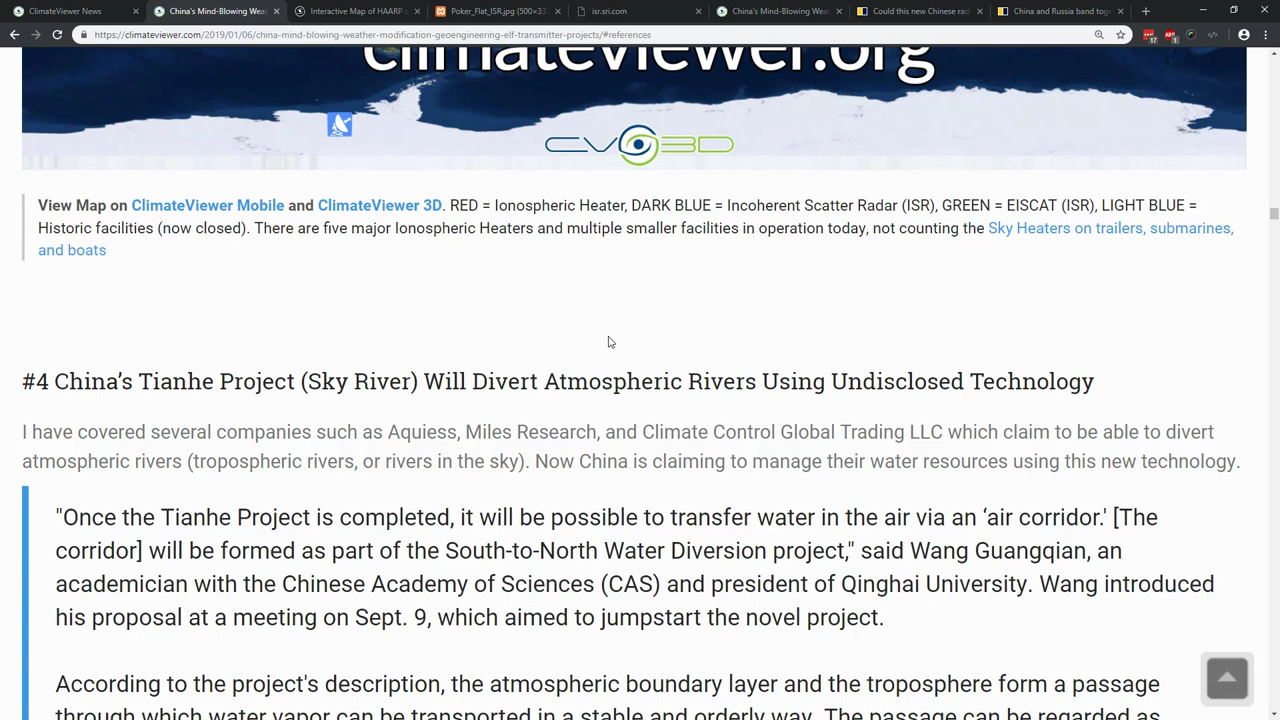 ClimateViewer News
China's Mind-Blowing Weat
Interactive Map of HAARP a
Poker_Flat_ISR.jpg (500×33
isr.sri.com
China's Mind-Blowing Weat
Could this new Chinese rad
China and Russia band toge
https://climateviewer.com/2019/01/06/china-mind-blowing-weather-modification-geoengineering-elf-transmitter-projects/#references
climateviewer.org
CV3D
View Map on ClimateViewer Mobile and ClimateViewer 3D. RED = Ionospheric Heater, DARK BLUE = Incoherent Scatter Radar (ISR), GREEN = EISCAT (ISR), LIGHT BLUE =
Historic facilities (now closed). There are five major Ionospheric Heaters and multiple smaller facilities in operation today, not counting the Sky Heaters on trailers, submarines,
and boats
#4 China’s Tianhe Project (Sky River) Will Divert Atmospheric Rivers Using Undisclosed Technology
I have covered several companies such as Aquiess, Miles Research, and Climate Control Global Trading LLC which claim to be able to divert
atmospheric rivers (tropospheric rivers, or rivers in the sky). Now China is claiming to manage their water resources using this new technology.
"Once the Tianhe Project is completed, it will be possible to transfer water in the air via an ‘air corridor.' [The
corridor] will be formed as part of the South-to-North Water Diversion project," said Wang Guangqian, an
academician with the Chinese Academy of Sciences (CAS) and president of Qinghai University. Wang introduced
his proposal at a meeting on Sept. 9, which aimed to jumpstart the novel project.
According to the project's description, the atmospheric boundary layer and the troposphere form a passage
through which water vapor can be transported in a stable and orderly way. The passage can be regarded as